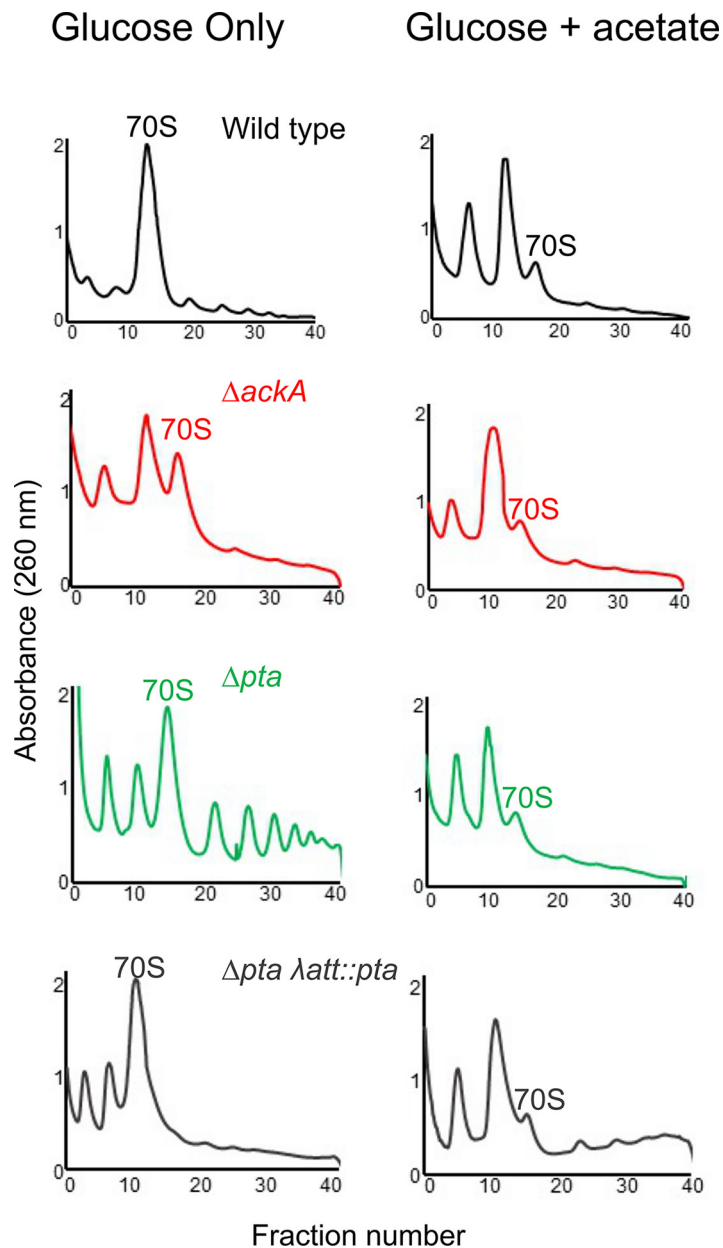 Glucose Only
Glucose + acetate
70S
Wild type
2
1
0
0 10 20 30 40
70S
2
1
0
0 10 20 30 40
ΔackA
70S
2
1
0
0 10 20 30 40
70S
2
1
0
0 10 20 30 40
Δpta
70S
2
1
0
0 10 20 30 40
70S
2
1
0
0 10 20 30 40
70S
Δpta λatt::pta
2
1
0
0 10 20 30 40
70S
2
1
0
0 10 20 30 40
Absorbance (260 nm)
Fraction number